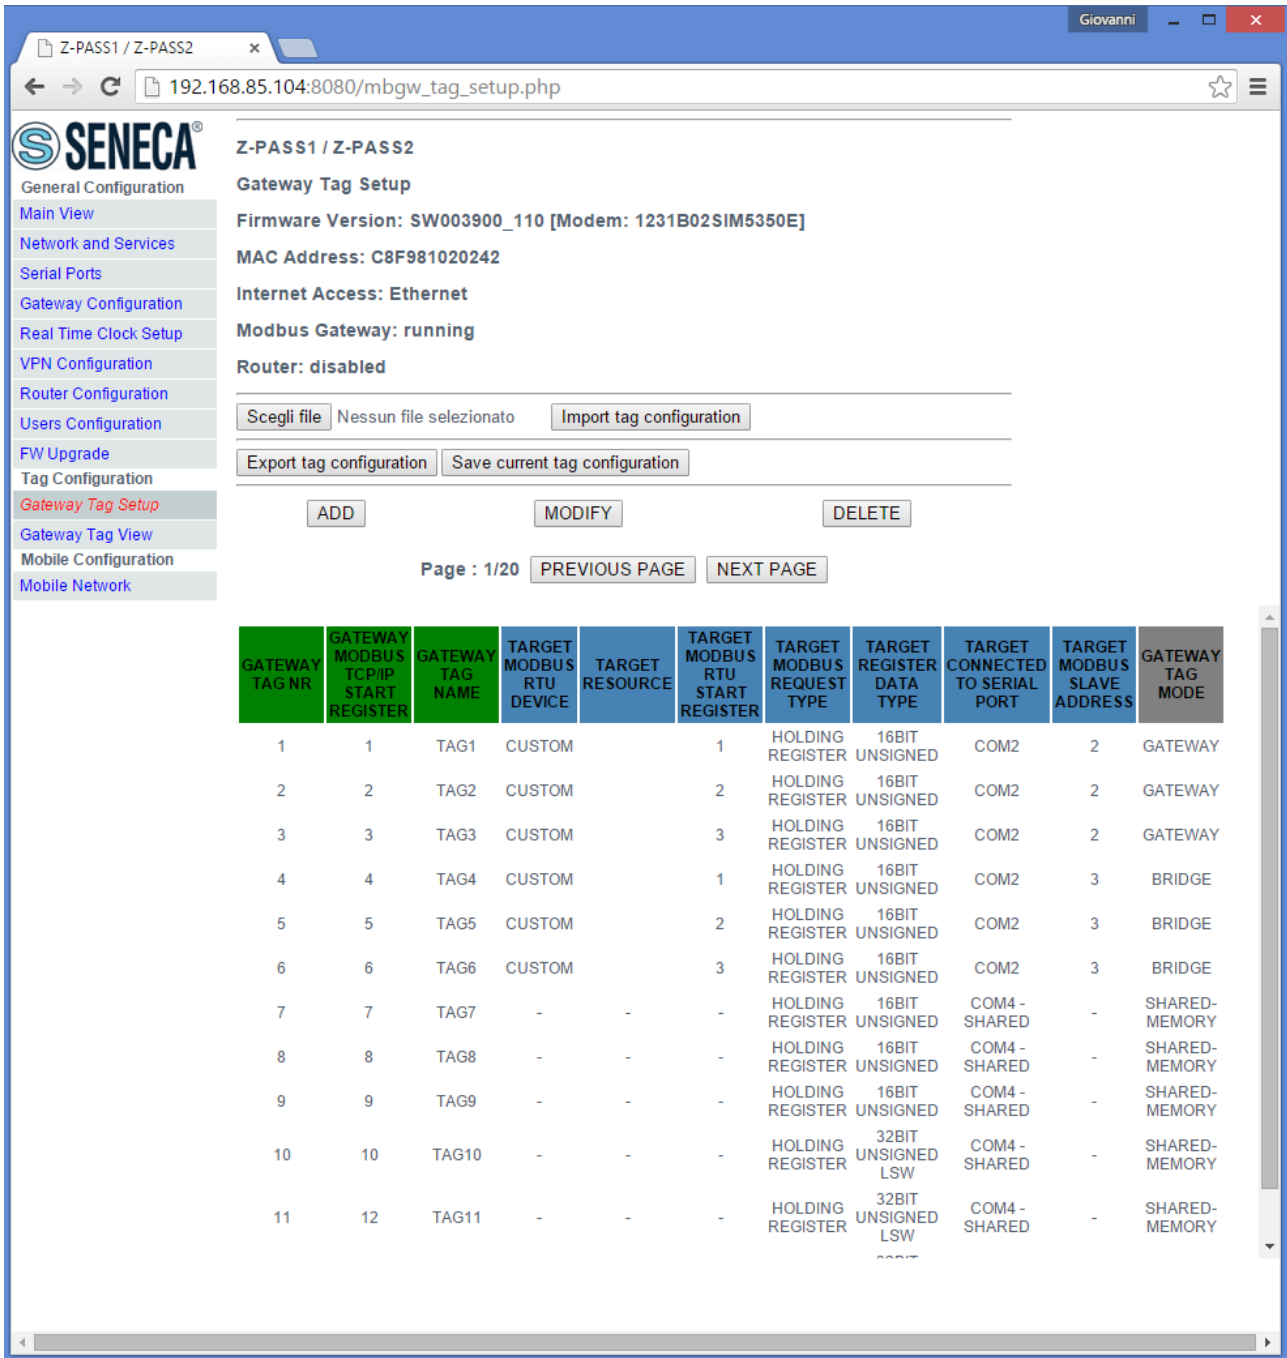 Giovanni
Z-PASS1 / Z-PASS2
192.168.85.104:8080/mbgw_tag_setup.php
SENECA®
General Configuration
Main View
Network and Services
Serial Ports
Gateway Configuration
Real Time Clock Setup
VPN Configuration
Router Configuration
Users Configuration
FW Upgrade
Tag Configuration
Gateway Tag Setup
Gateway Tag View
Mobile Configuration
Mobile Network
Z-PASS1 / Z-PASS2
Gateway Tag Setup
Firmware Version: SW003900_110 [Modem: 1231B02SIM5350E]
MAC Address: C8F981020242
Internet Access: Ethernet
Modbus Gateway: running
Router: disabled
Scegli file Nessun file selezionato Import tag configuration
Export tag configuration Save current tag configuration
ADD MODIFY DELETE
Page : 1/20 PREVIOUS PAGE NEXT PAGE
GATEWAY TAG NR GATEWAY MODBUS TCP/IP START REGISTER GATEWAY TAG NAME TARGET MODBUS RTU DEVICE TARGET RESOURCE TARGET MODBUS RTU START REGISTER TARGET MODBUS REQUEST TYPE TARGET REGISTER DATA TYPE TARGET CONNECTED TO SERIAL PORT TARGET MODBUS SLAVE ADDRESS GATEWAY TAG MODE
1 1 TAG1 CUSTOM 1 HOLDING REGISTER 16BIT UNSIGNED COM2 2 GATEWAY
2 2 TAG2 CUSTOM 2 HOLDING REGISTER 16BIT UNSIGNED COM2 2 GATEWAY
3 3 TAG3 CUSTOM 3 HOLDING REGISTER 16BIT UNSIGNED COM2 2 GATEWAY
4 4 TAG4 CUSTOM 1 HOLDING REGISTER 16BIT UNSIGNED COM2 3 BRIDGE
5 5 TAG5 CUSTOM 2 HOLDING REGISTER 16BIT UNSIGNED COM2 3 BRIDGE
6 6 TAG6 CUSTOM 3 HOLDING REGISTER 16BIT UNSIGNED COM2 3 BRIDGE
7 7 TAG7 - - - HOLDING REGISTER 16BIT UNSIGNED COM4 - SHARED - SHARED-MEMORY
8 8 TAG8 - - - HOLDING REGISTER 16BIT UNSIGNED COM4 - SHARED - SHARED-MEMORY
9 9 TAG9 - - - HOLDING REGISTER 16BIT UNSIGNED COM4 - SHARED - SHARED-MEMORY
10 10 TAG10 - - - HOLDING REGISTER 32BIT UNSIGNED LSW COM4 - SHARED - SHARED-MEMORY
11 12 TAG11 - - - HOLDING REGISTER 32BIT UNSIGNED LSW COM4 - SHARED - SHARED-MEMORY